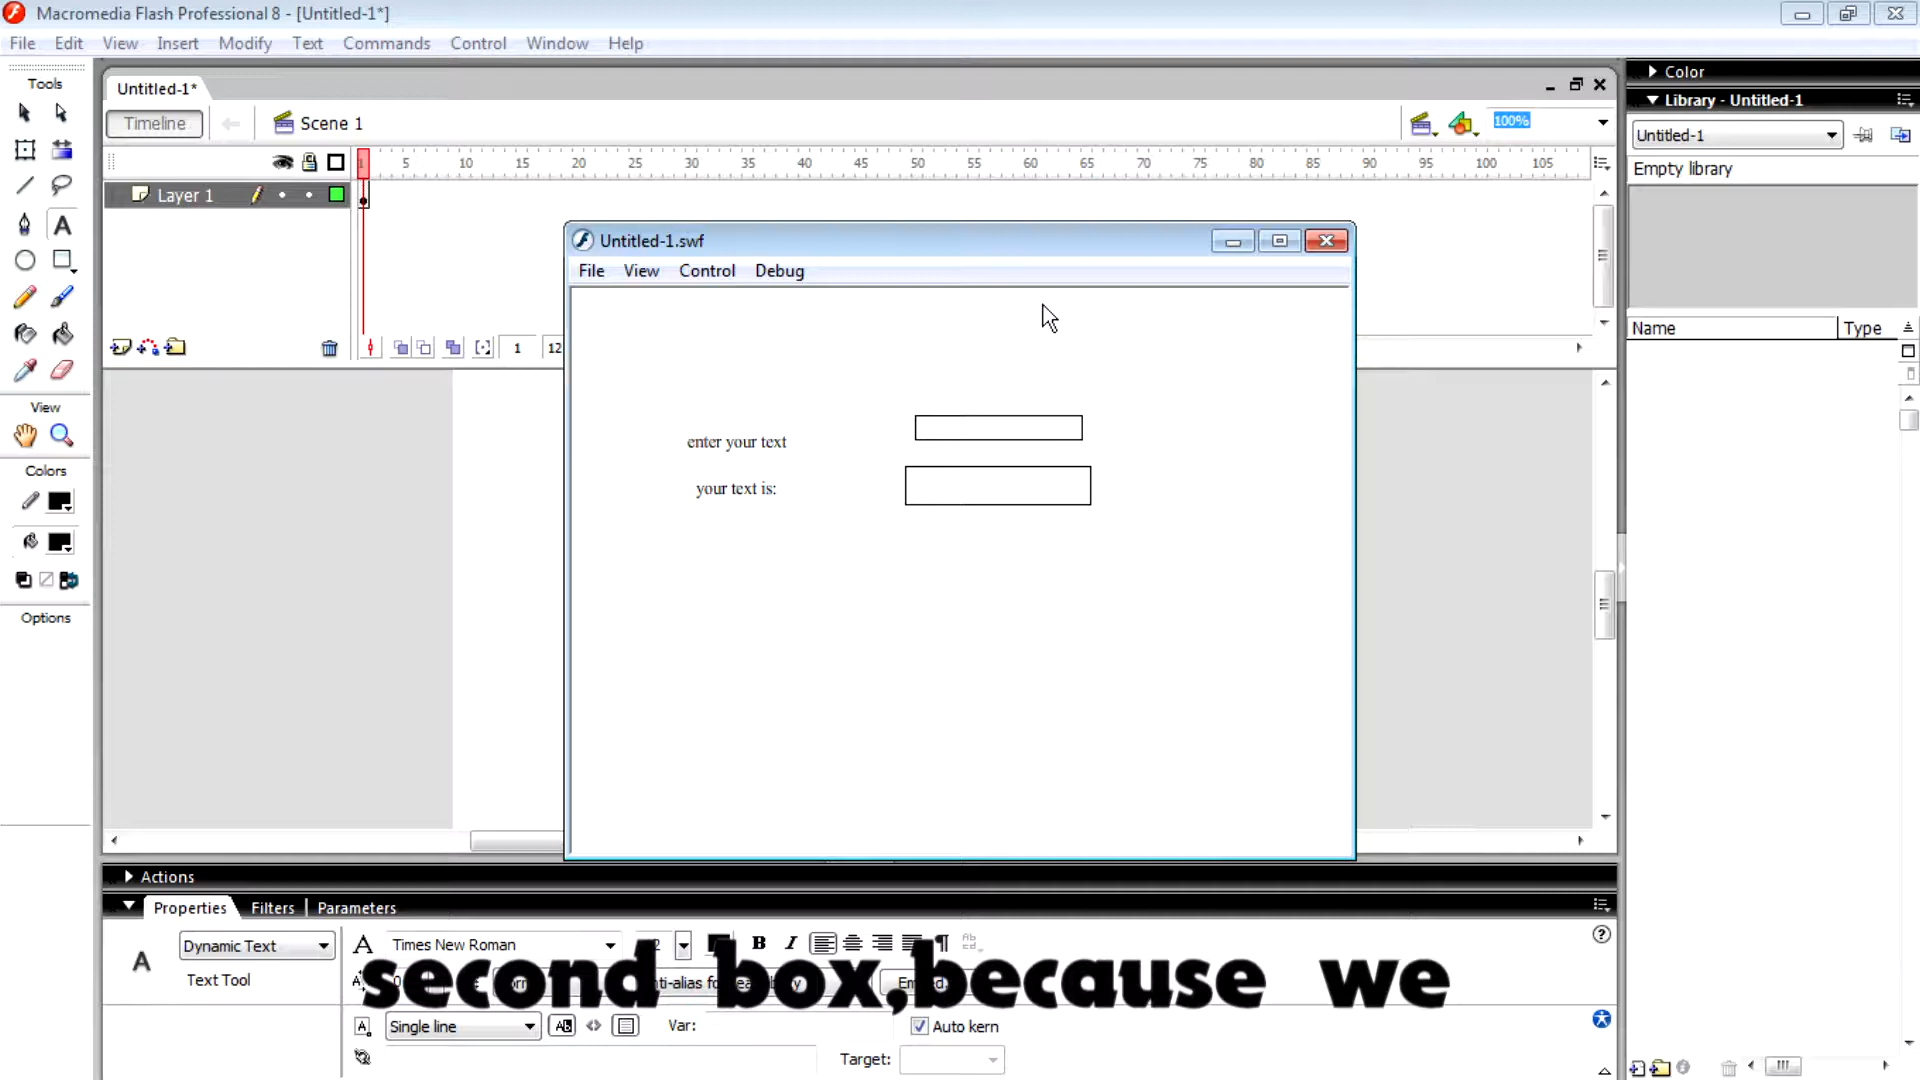 Macromedia Flash Professional 8 - [Untitled-1*]
File Edit View Insert Modify Text Commands Control Window Help
Tools
Untitled-1*
Color
Library - Untitled-1
Timeline
Scene 1
100%
Untitled-1
Empty library
1 5 10 15 20 25 30 35 40 45 50 55 60 65 70 75 80 85 90 95 100 105
Layer 1
Untitled-1.swf
File View Control Debug
Name Type
1 12
View
enter your text
your text is:
Colors
Options
Actions
Properties Filters Parameters
A Dynamic Text
Times New Roman
B I
Text Tool
second box,because we
Single line
Var:
Auto kern
Target: